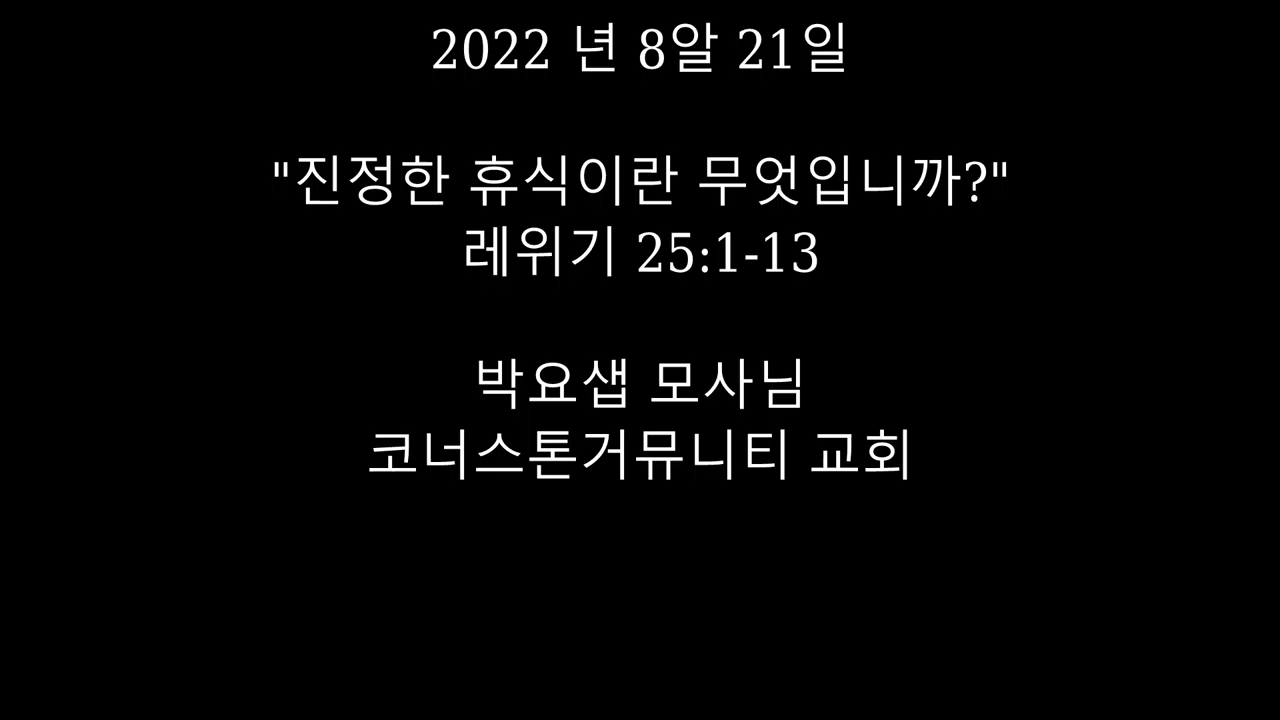 2022 년 8알 21일
"진정한 휴식이란 무엇입니까?"
레위기 25:1-13
박요샙 모사님
코너스톤거뮤니티 교회